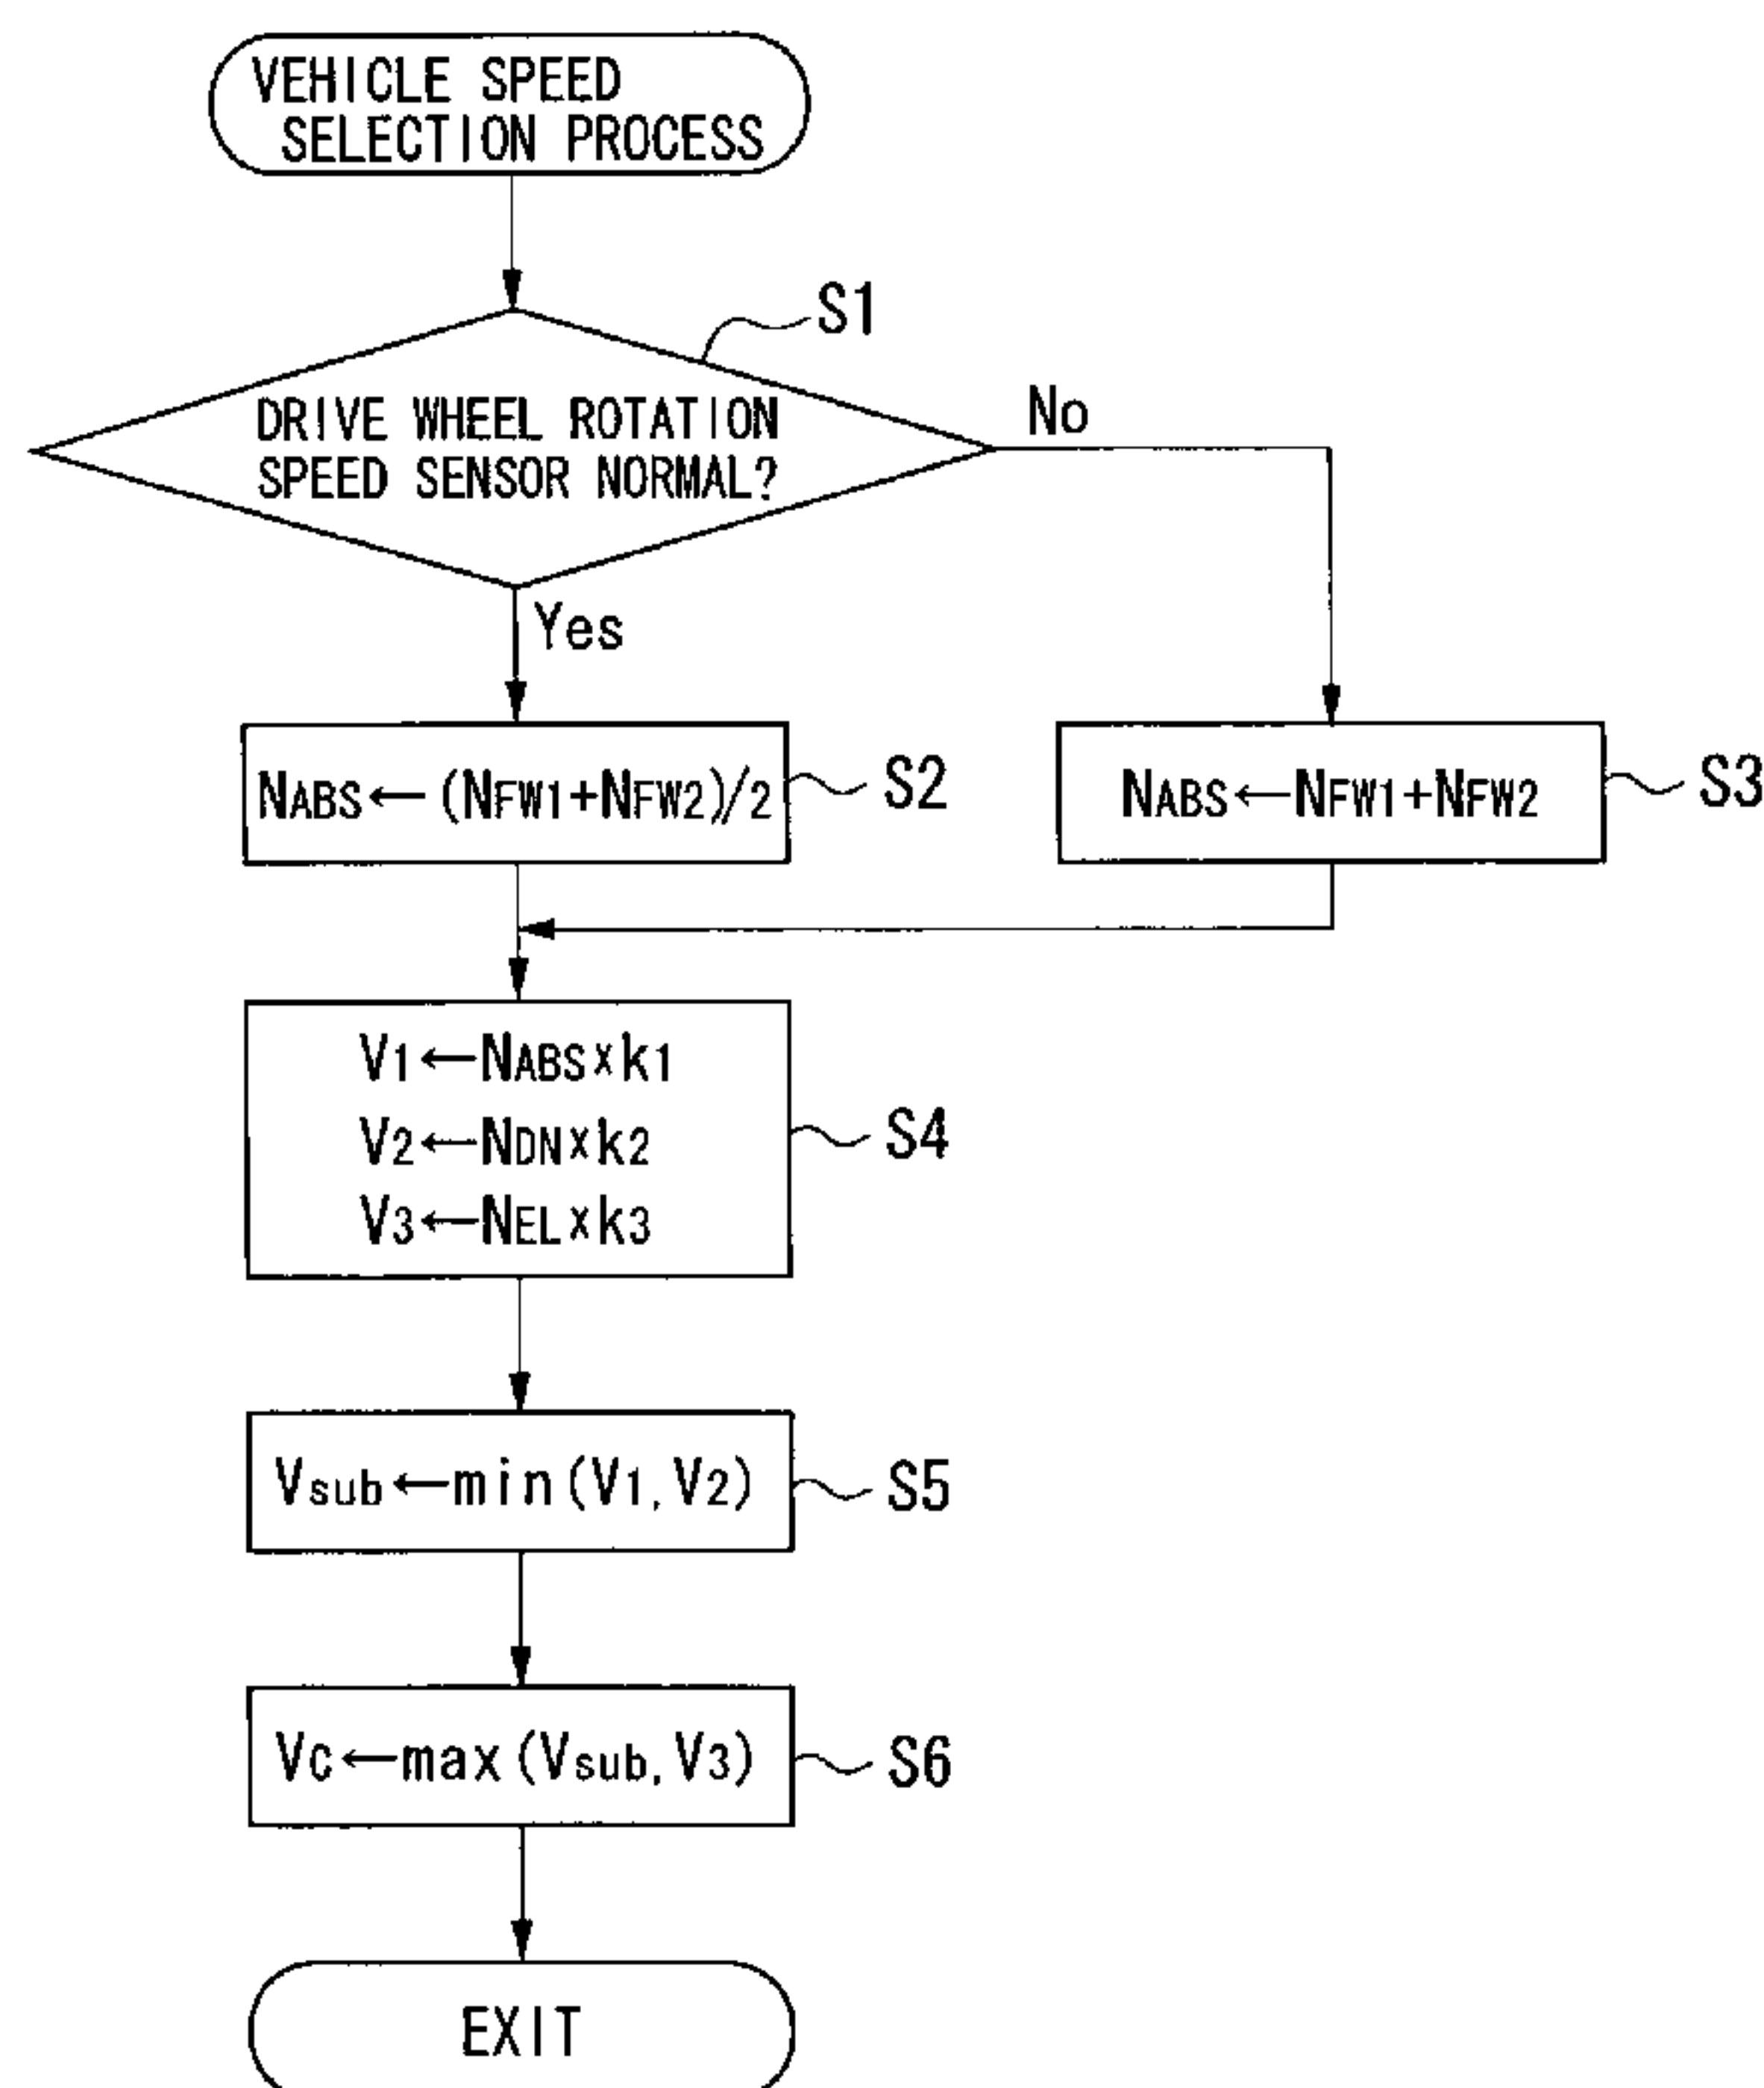 VEHICLE SPEED
SELECTION PROCESS
S1
DRIVE WHEEL ROTATION
SPEED SENSOR NORMAL?
No
Yes
NABS←(NFW1+NFW2)/2
S2
NABS←NFW1+NFW2
S3
V1←NABS×k1
V2←NDN×k2
V3←NEL×k3
S4
Vsub←min(V1,V2)
S5
Vc←max(Vsub,V3)
S6
EXIT